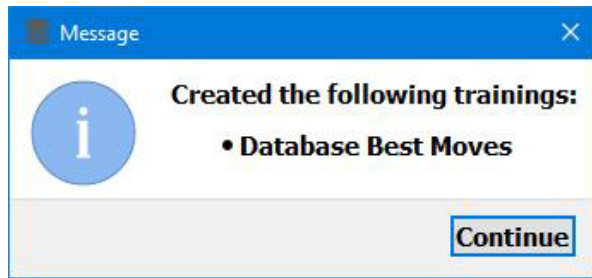 Message
Created the following trainings:
• Database Best Moves
Continue